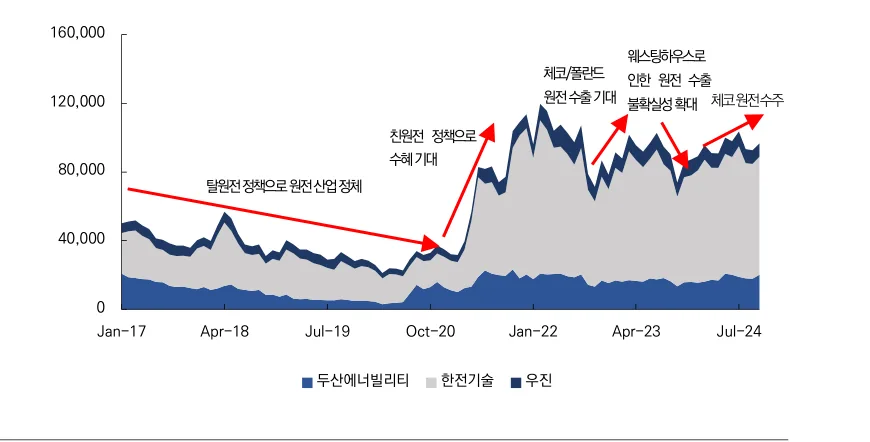 160,000
120,000
80,000
40,000
0
웨스팅하우스로
인한 원전 수출
불확실성 확대
체코/폴란드
원전 수출 기대
체코 원전 수주
친원전 정책으로
수혜 기대
탈원전 정책으로 원전 산업 정체
Jan-17 Apr-18 Jul-19 Oct-20 Jan-22 Apr-23 Jul-24
두산에너빌리티 한전기술 우진